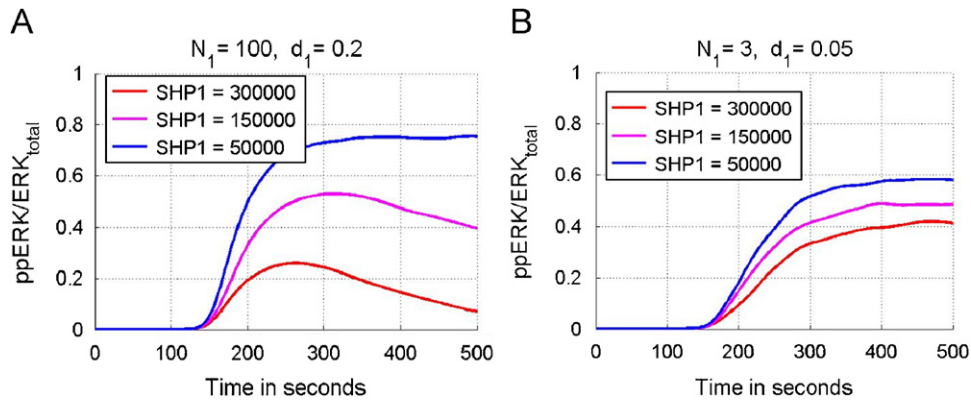 A
N1 = 100, d1 = 0.2
SHP1 = 300000
SHP1 = 150000
SHP1 = 50000
ppERK/ERKtotal
1
0.8
0.6
0.4
0.2
0
0 100 200 300 400 500
Time in seconds
B
N1 = 3, d1 = 0.05
SHP1 = 300000
SHP1 = 150000
SHP1 = 50000
ppERK/ERKtotal
1
0.8
0.6
0.4
0.2
0
0 100 200 300 400 500
Time in seconds